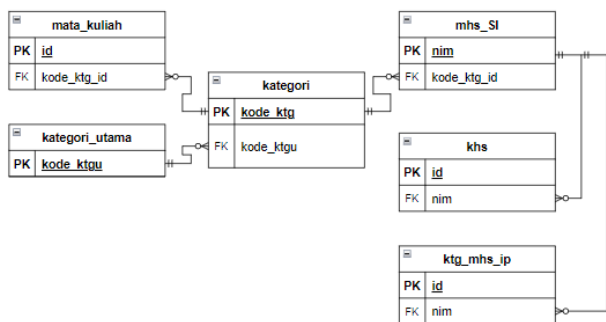 mata_kuliah
PK id
FK kode_ktg_id
kategori_utama
PK kode_ktgu
kategori
PK kode_ktg
FK kode_ktgu
mhs_SI
PK nim
FK kode_ktg_id
khs
PK id
FK nim
ktg_mhs_ip
PK id
FK nim